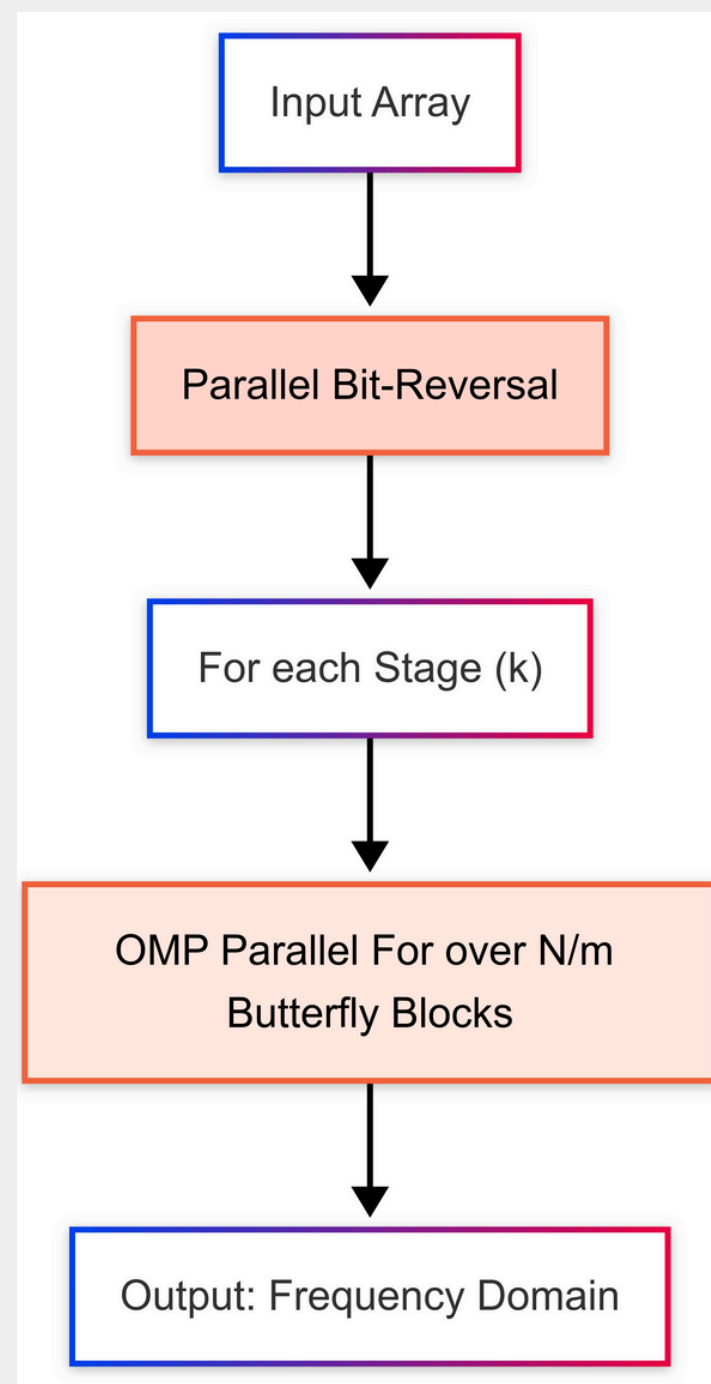 Input Array
Parallel Bit-Reversal
For each Stage (k)
OMP Parallel For over N/m
Butterfly Blocks
Output: Frequency Domain